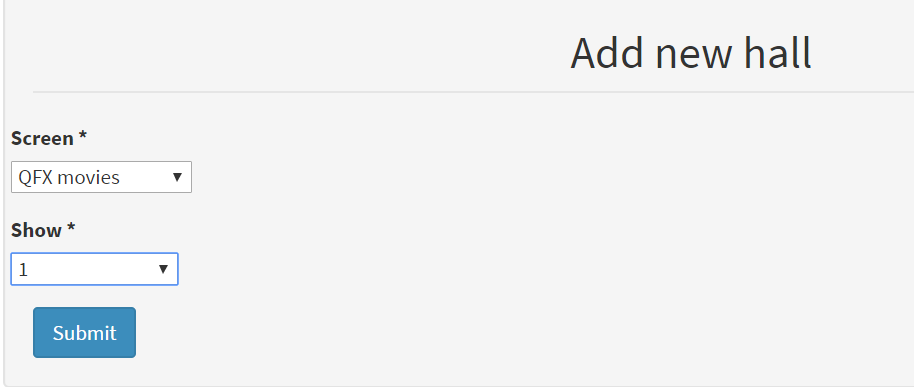 Add new hall
Screen *
QFX movies
Show *
1
Submit